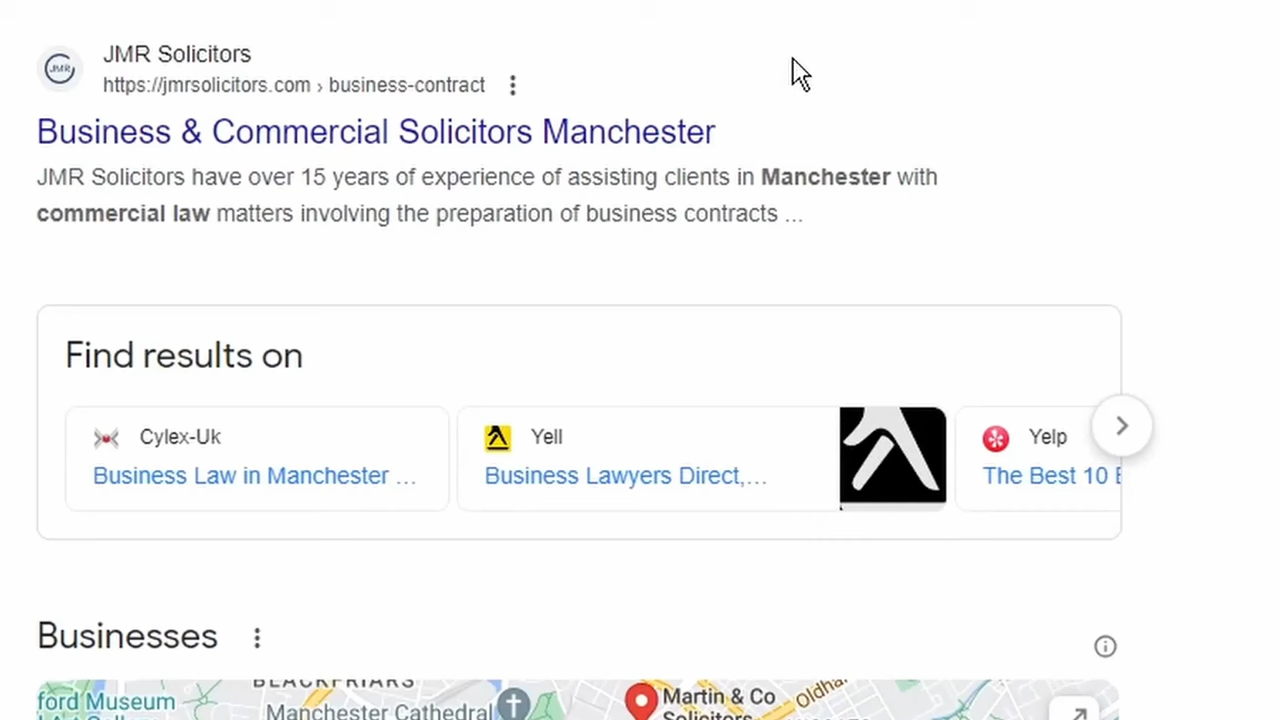 JMR Solicitors
JMR
https://jmrsolicitors.com › business-contract
Business & Commercial Solicitors Manchester
JMR Solicitors have over 15 years of experience of assisting clients in Manchester with
commercial law matters involving the preparation of business contracts ...
Find results on
Cylex-Uk
Business Law in Manchester ...
Yell
Business Lawyers Direct,...
Yelp
The Best 10
Businesses
BLACKFRIARS
ford Museum
Manchester Cathedral
Martin & Co
Solicitors
Oldha